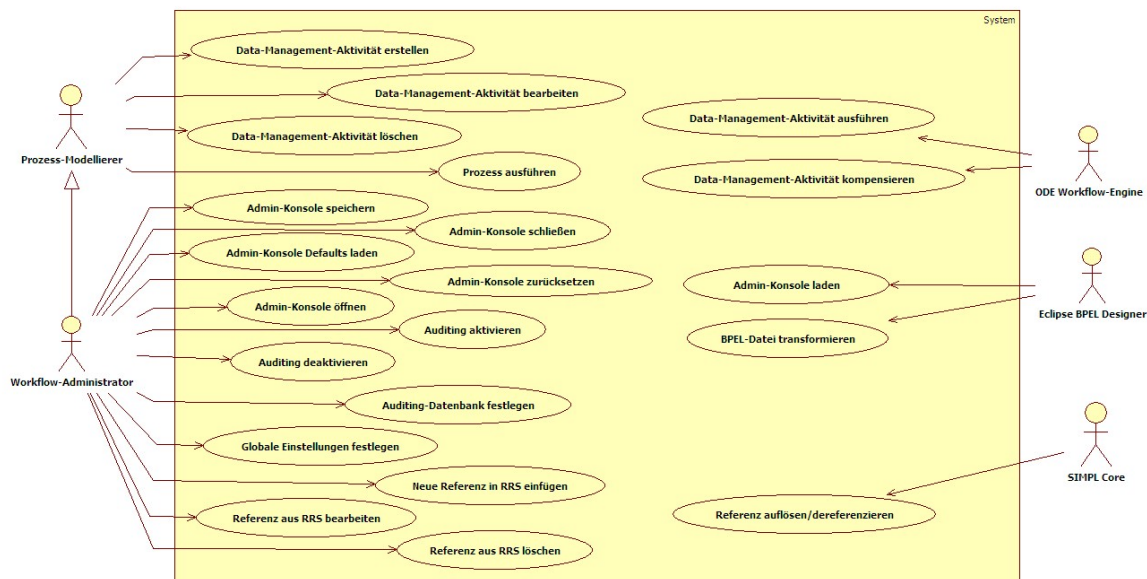 System
Data-Management-Aktivität erstellen
Data-Management-Aktivität bearbeiten
Data-Management-Aktivität ausführen
Data-Management-Aktivität löschen
Prozess-Modellierer
Prozess ausführen
Data-Management-Aktivität kompensieren
ODE Workflow-Engine
Admin-Konsole speichern
Admin-Konsole schließen
Admin-Konsole Defaults laden
Admin-Konsole zurücksetzen
Admin-Konsole laden
Admin-Konsole öffnen
Eclipse BPEL Designer
Auditing aktivieren
BPEL-Datei transformieren
Auditing deaktivieren
Workflow-Administrator
Auditing-Datenbank festlegen
Globale Einstellungen festlegen
SIMPL Core
Neue Referenz in RRS einfügen
Referenz auflösen/dereferenzieren
Referenz aus RRS bearbeiten
Referenz aus RRS löschen